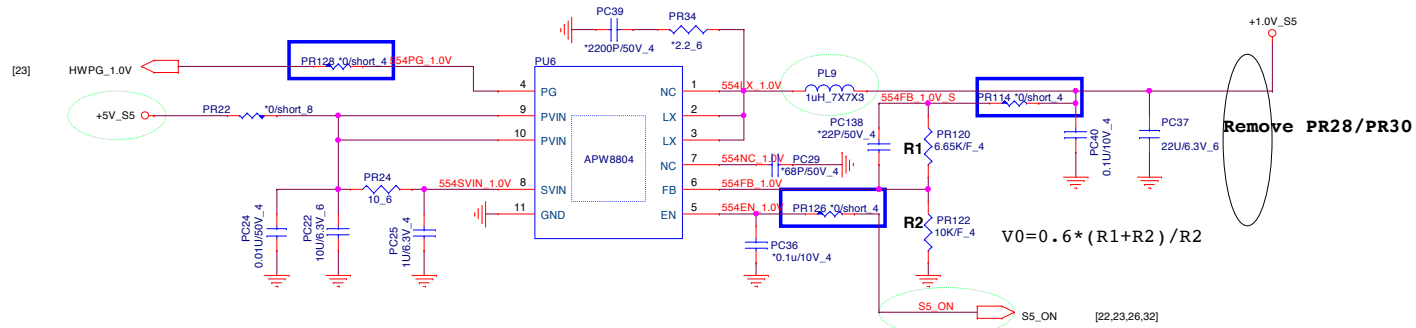 PC39
*2200P/50V_4
PR34
*2.2_6
+1.0V_S5
[23]
HWPG_1.0V
PR128 *0/short_4
554PG_1.0V
PU6
+5V_S5
PR22
*0/short_8
4
PG
9
PVIN
10
PVIN
8
SVIN
11
GND
APW8804
NC
1
LX
2
LX
3
NC
7
FB
6
EN
5
554LX_1.0V
PL9
1uH_7X7X3
554FB_1.0V_S
PR114 *0/short_4
PC138
*22P/50V_4
R1
PR120
6.65K/F_4
PC40
0.1U/10V_4
PC37
22U/6.3V_6
Remove PR28/PR30
554NC_1.0V
PC29
*68P/50V_4
554FB_1.0V
554EN_1.0V
PR126 *0/short_4
R2
PR122
10K/F_4
V0=0.6*(R1+R2)/R2
PR24
10_6
554SVIN_1.0V
PC24
0.01U/50V_4
PC22
10U/6.3V_6
PC25
1U/6.3V_4
PC36
*0.1u/10V_4
S5_ON
S5_ON
[22,23,26,32]